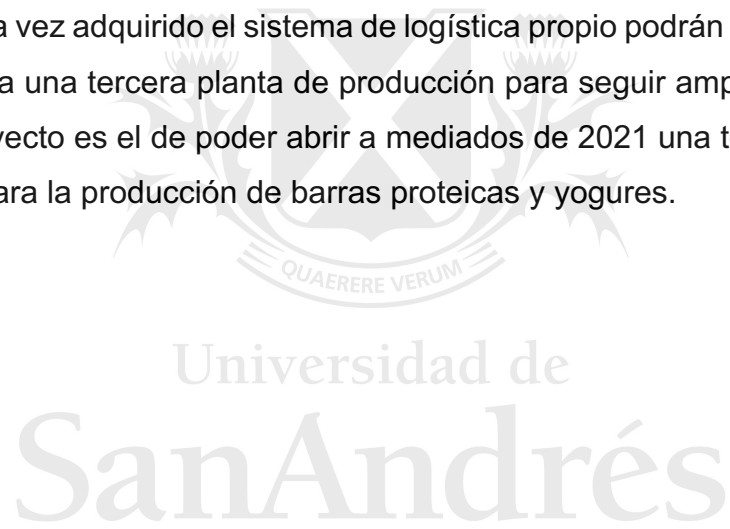 a vez adquirido el sistema de logística propio podrán
a una tercera planta de producción para seguir amp
yecto es el de poder abrir a mediados de 2021 una t
ara la producción de barras proteicas y yogures.
QUAERERE VERUM
Universidad de
SanAndrés